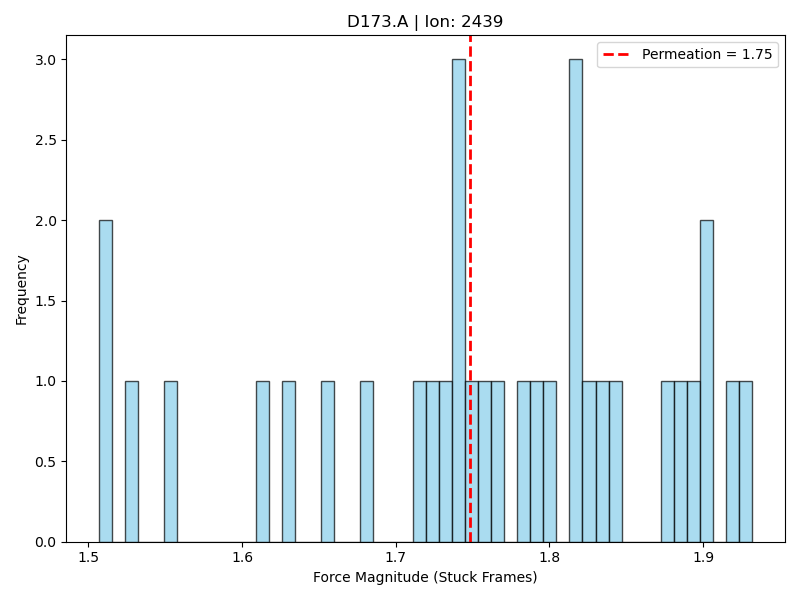 D173.A | Ion: 2439
Permeation = 1.75
3.0
2.5
2.0
1.5
1.0
0.5
0.0
Frequency
1.5 1.6 1.7 1.8 1.9
Force Magnitude (Stuck Frames)